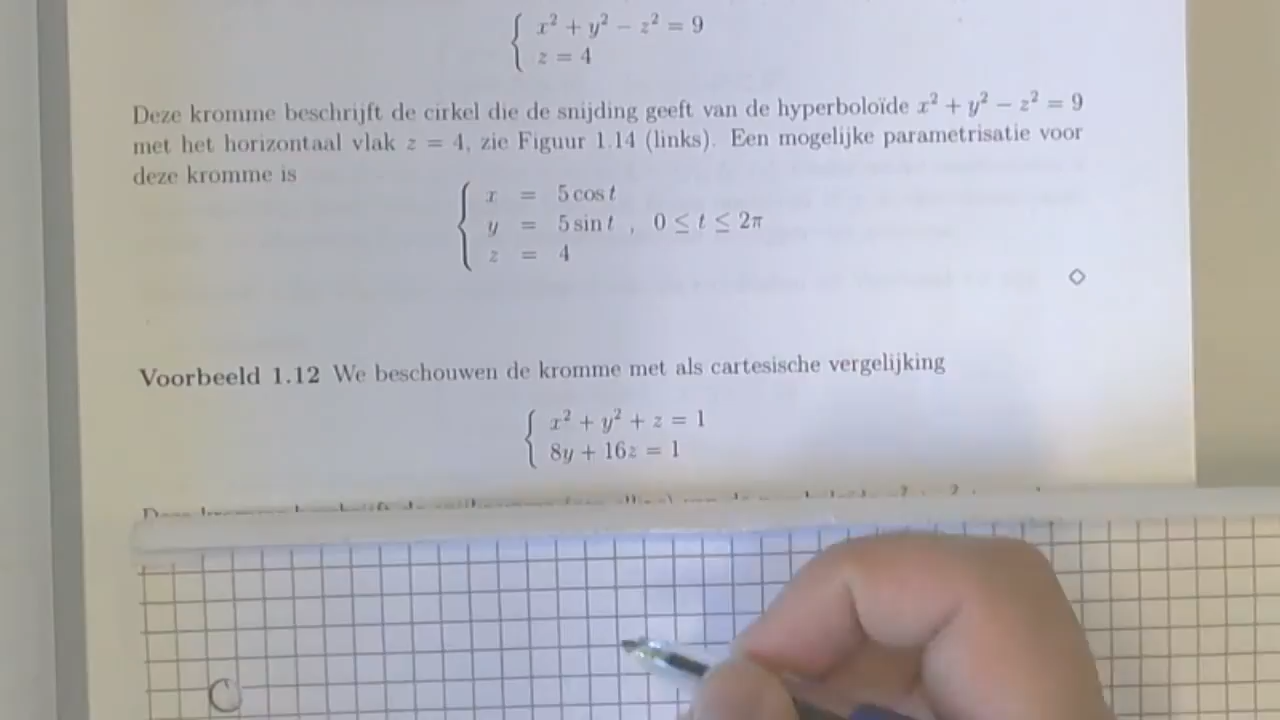 x² + y² − z² = 9
z = 4
Deze kromme beschrijft de cirkel die de snijding geeft van de hyperboloïde x² + y² − z² = 9
met het horizontaal vlak z = 4, zie Figuur 1.14 (links). Een mogelijke parametrisatie voor
deze kromme is
x = 5 cos t
y = 5 sin t , 0 ≤ t ≤ 2π
z = 4
◇
Voorbeeld 1.12 We beschouwen de kromme met als cartesische vergelijking
x² + y² + z = 1
8y + 16z = 1
C